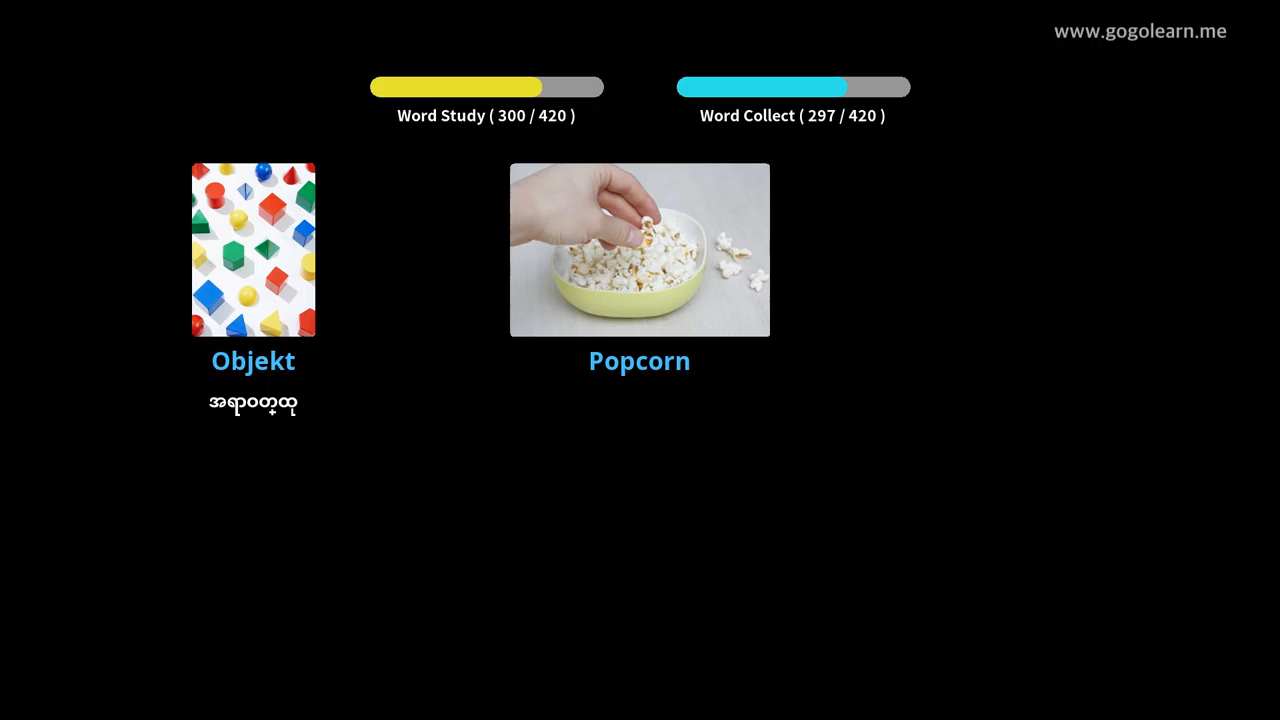 www.gogolearn.me
Word Study ( 300 / 420 )
Word Collect ( 297 / 420 )
Objekt
Popcorn
အရာဝတ္ထု